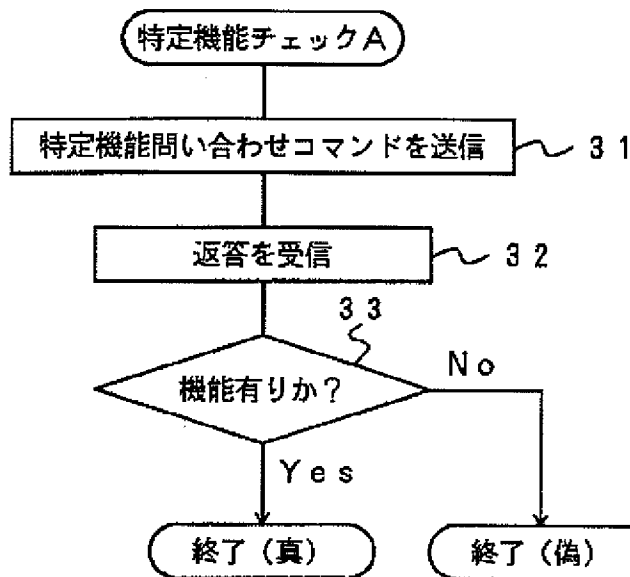 特定機能チェックA
特定機能問い合わせコマンドを送信
31
返答を受信
32
33
機能有りか？
No
Yes
終了（真）
終了（偽）